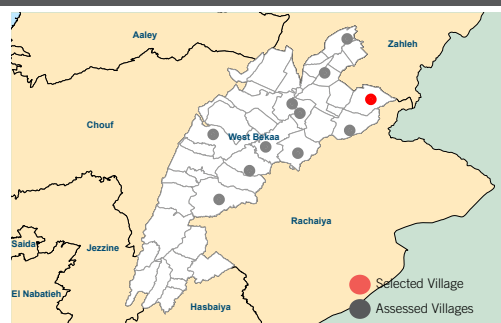 Aaley
Zahleh
Chouf
West Bekaa
Rachaiya
Saida
Jezzine
El Nabatieh
Hasbaiya
Selected Village
Assessed Villages